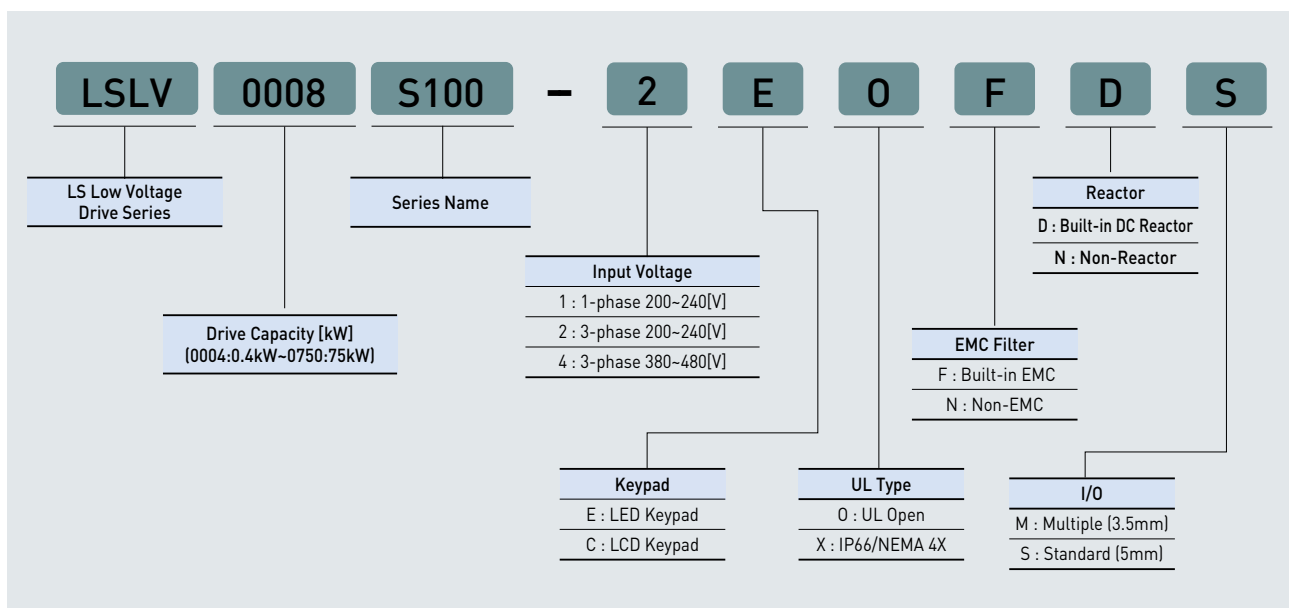 LSLV 0008 S100 - 2 E O F D S
LS Low Voltage
Drive Series
Series Name
Reactor
D : Built-in DC Reactor
N : Non-Reactor
Input Voltage
1 : 1-phase 200~240[V]
2 : 3-phase 200~240[V]
4 : 3-phase 380~480[V]
Drive Capacity [kW]
(0004:0.4kW~0750:75kW)
EMC Filter
F : Built-in EMC
N : Non-EMC
Keypad
E : LED Keypad
C : LCD Keypad
UL Type
O : UL Open
X : IP66/NEMA 4X
I/O
M : Multiple (3.5mm)
S : Standard (5mm)